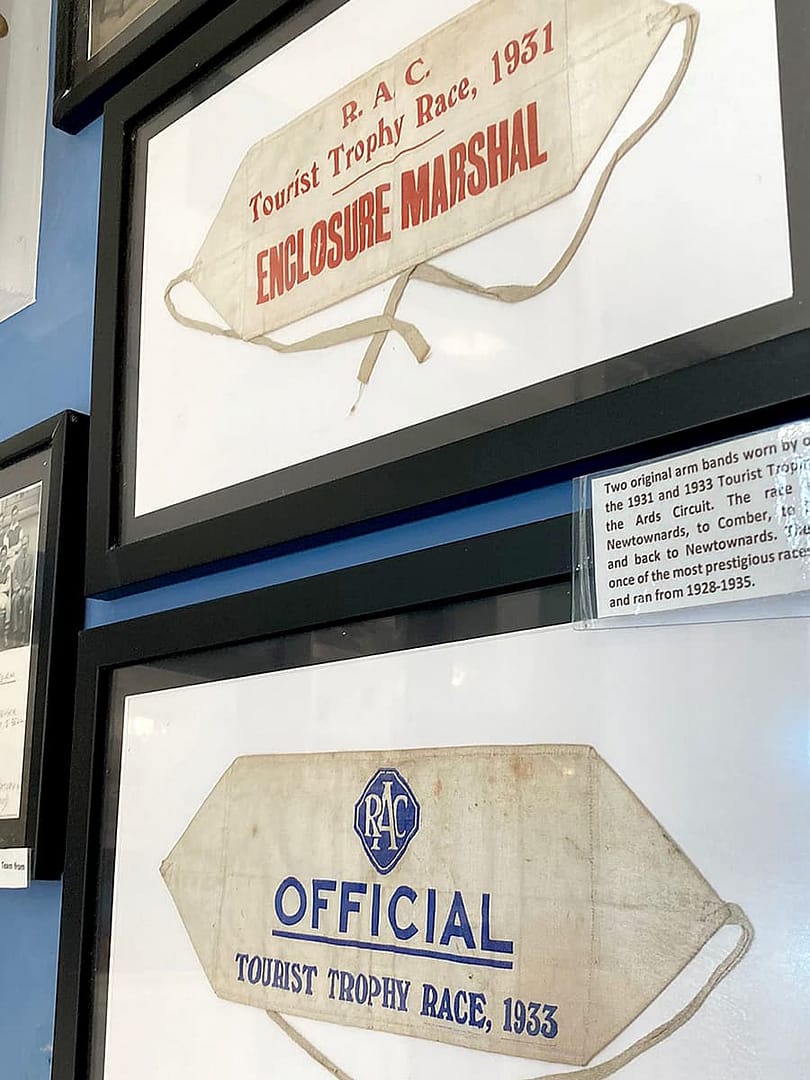 R. A. C.
Tourist Trophy Race, 1931
ENCLOSURE MARSHAL
Two original arm bands worn by
the 1931 and 1933 Tourist
the Ards Circuit. The race
Newtownards, to Comber, to
and back to Newtownards.
once of the most prestigious
and ran from 1928-1935.
RAC
OFFICIAL
TOURIST TROPHY RACE, 1933
Team from